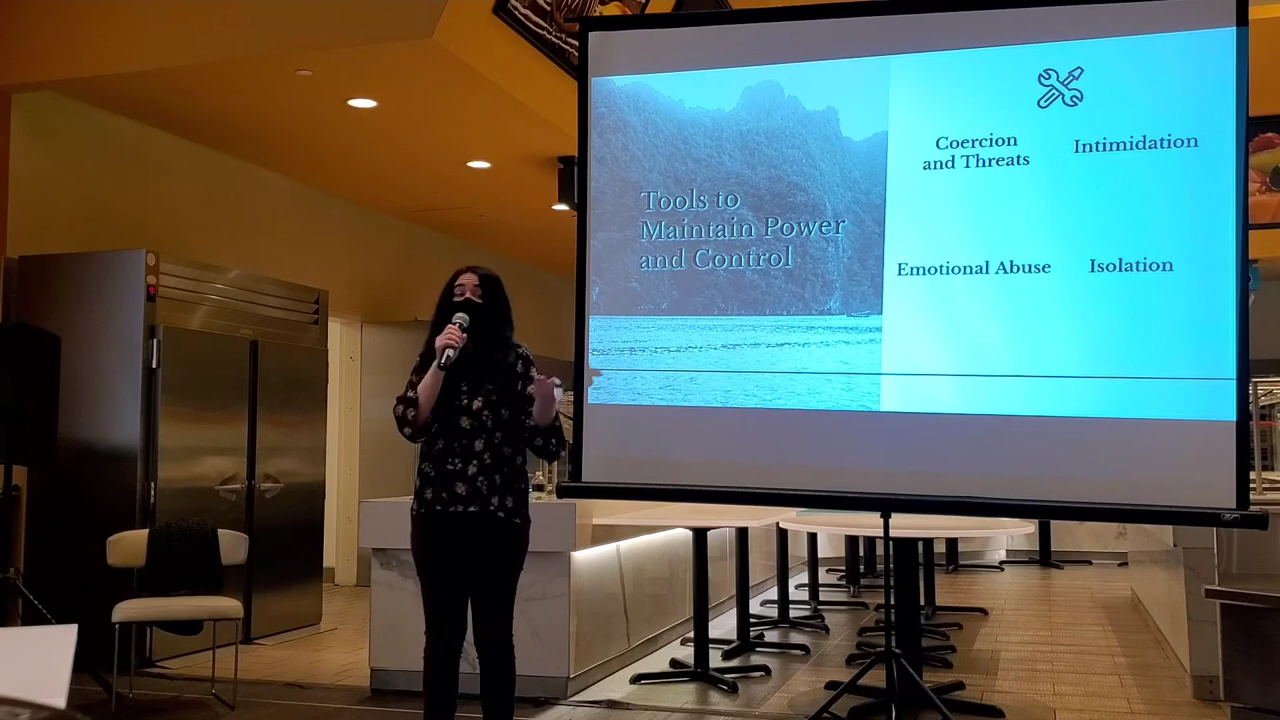 Tools to
Maintain Power
and Control
Coercion
and Threats
Intimidation
Emotional Abuse
Isolation